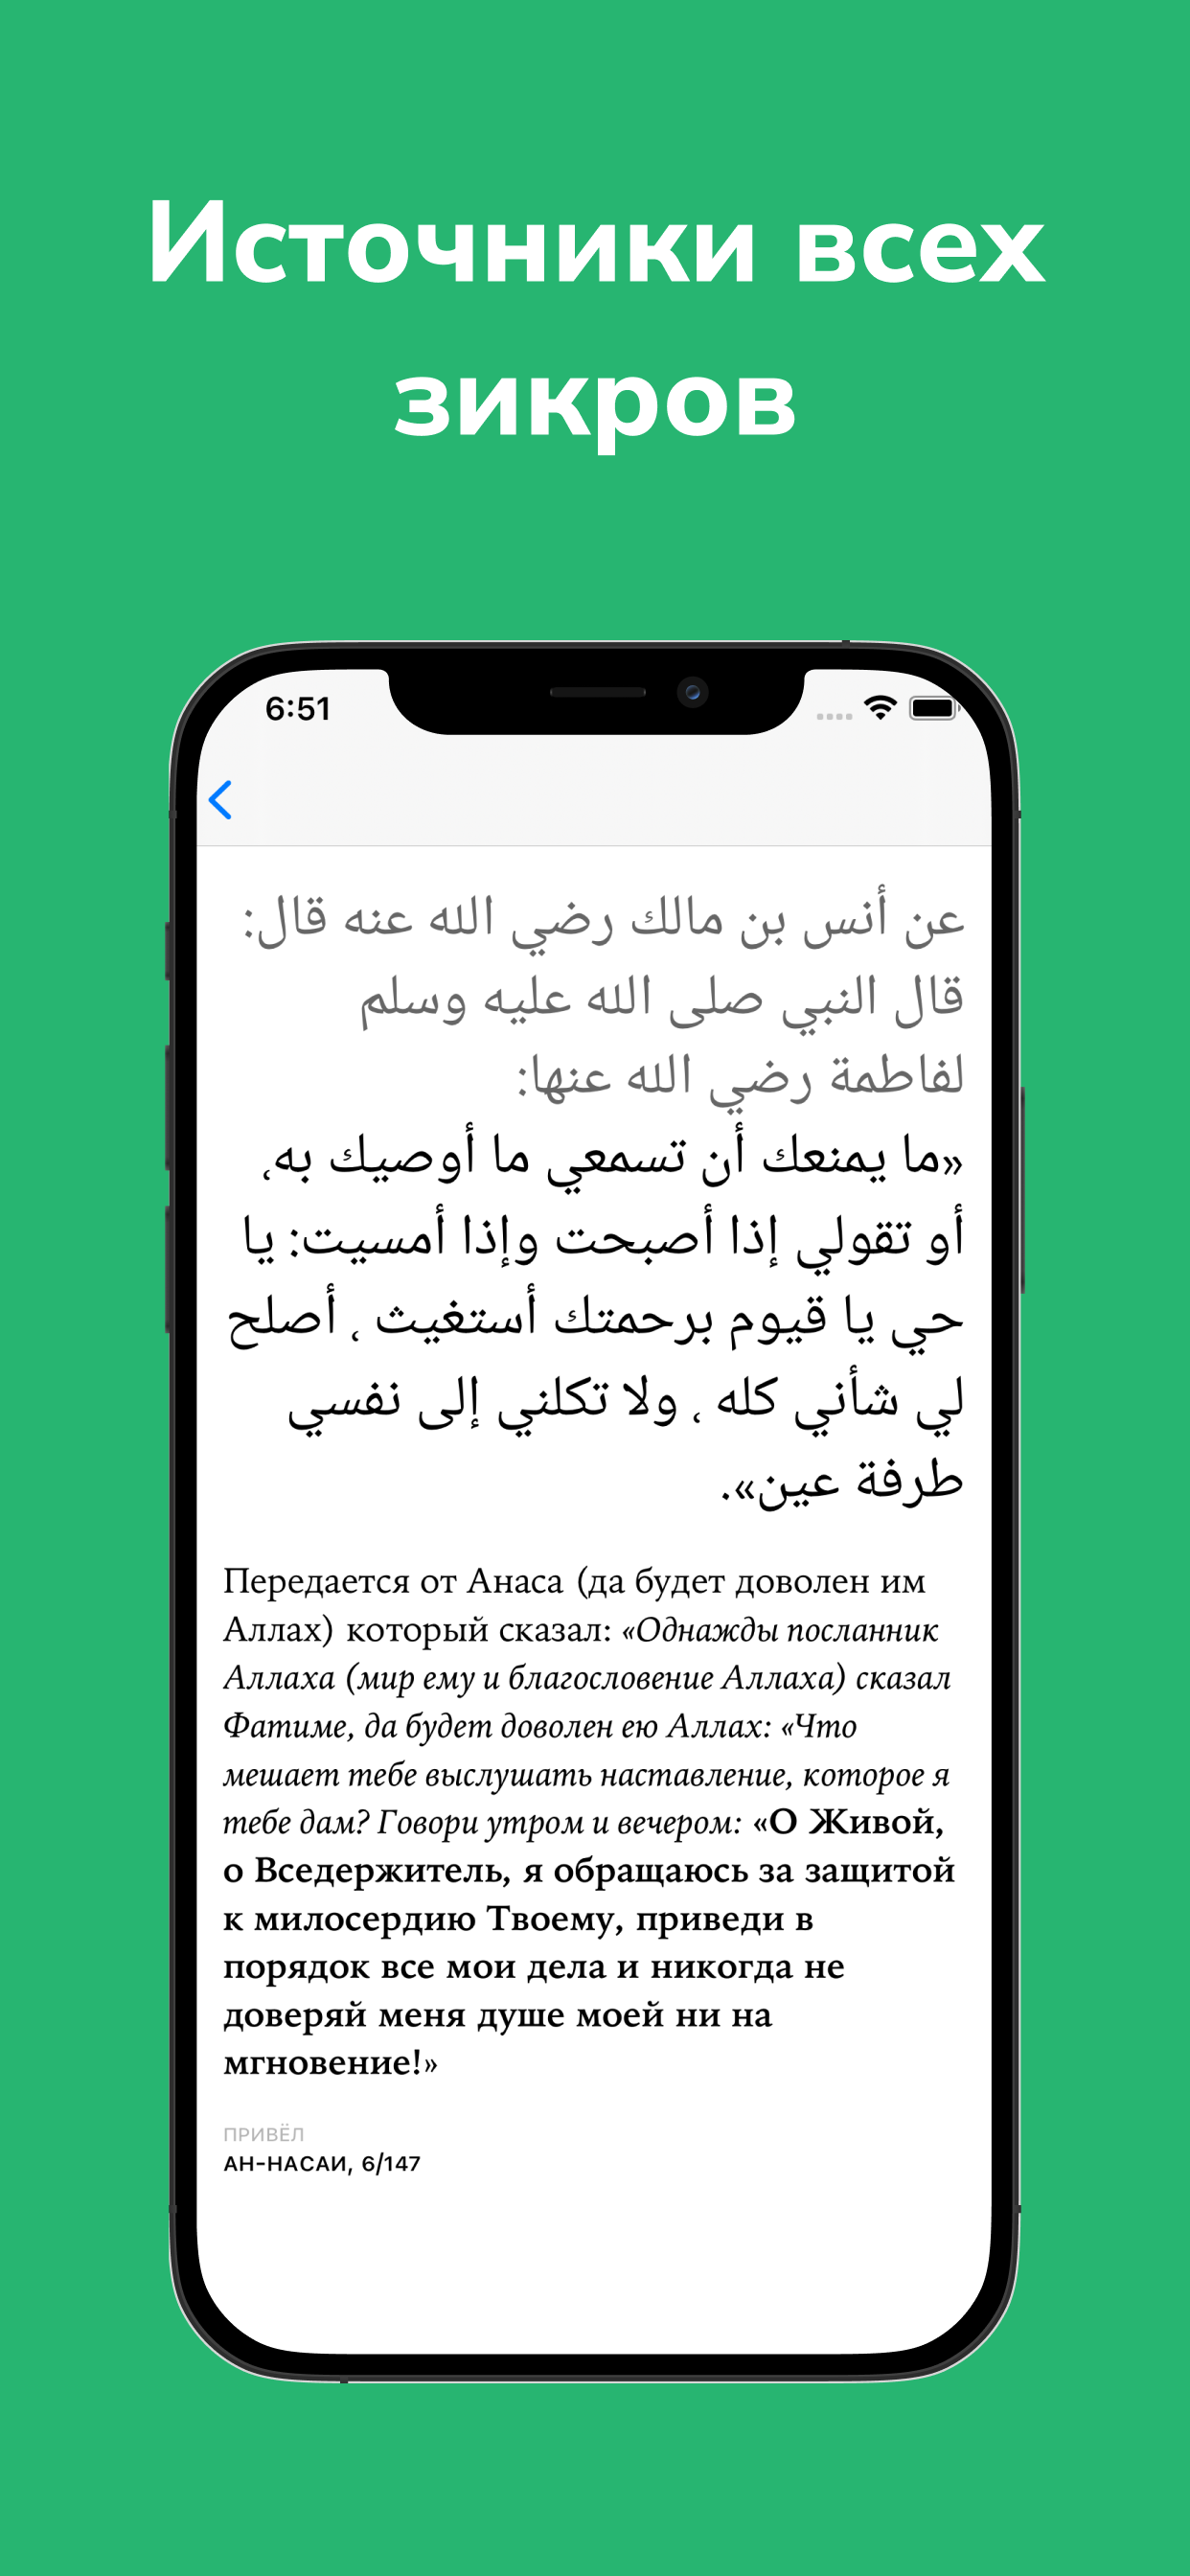 Источники всех
зикров
6:51
عن أنس بن مالك رضي الله عنه قال:
قال النبي صلى الله عليه وسلم
لفاطمة رضي الله عنها:
«ما يمنعك أن تسمعي ما أوصيك به،
أو تقولي إذا أصبحت وإذا أمسيت: يا
حي يا قيوم برحمتك أستغيث ، أصلح
لي شأني كله ، ولا تكلني إلى نفسي
طرفة عين».
Передается от Анаса (да будет доволен им
Аллах) который сказал: «Однажды посланник
Аллаха (мир ему и благословение Аллаха) сказал
Фатиме, да будет доволен ею Аллах: «Что
мешает тебе выслушать наставление, которое я
тебе дам? Говори утром и вечером: «О Живой,
о Вседержитель, я обращаюсь за защитой
к милосердию Твоему, приведи в
порядок все мои дела и никогда не
доверяй меня душе моей ни на
мгновение!»
ПРИВЁЛ
АН-НАСАИ, 6/147